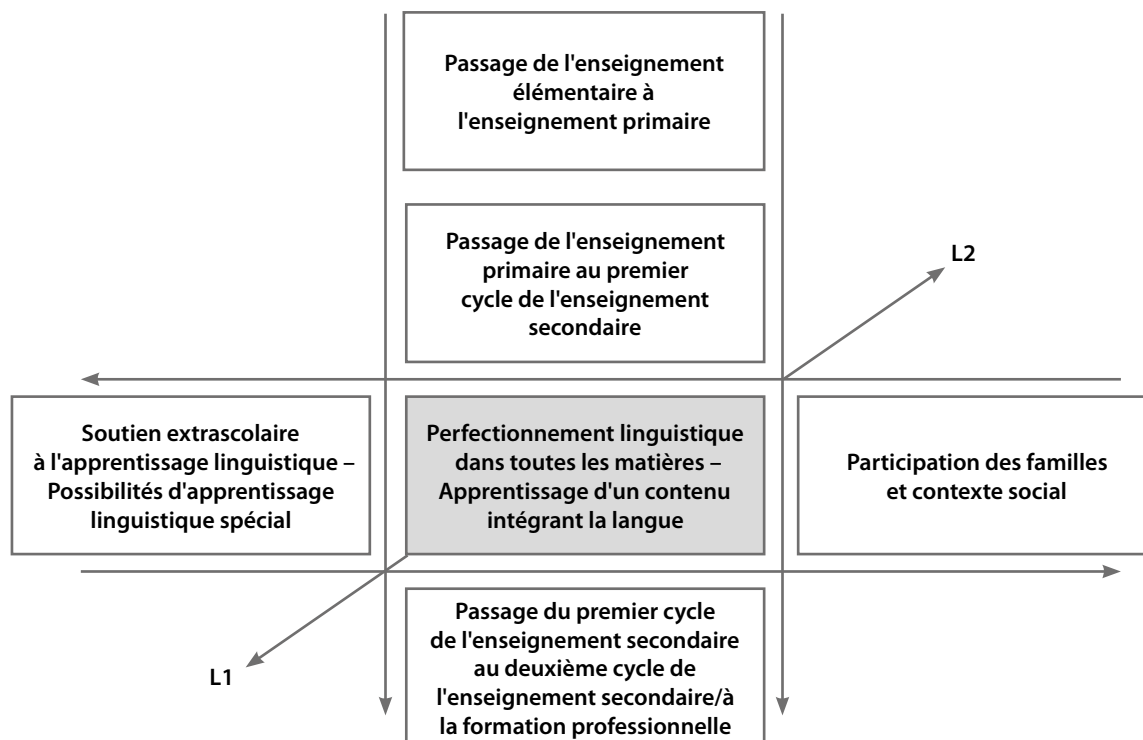 Passage de l'enseignement
élémentaire à
l'enseignement primaire
Passage de l'enseignement
primaire au premier
cycle de l'enseignement
secondaire
L2
Soutien extrascolaire
à l'apprentissage linguistique –
Possibilités d'apprentissage
linguistique spécial
Perfectionnement linguistique
dans toutes les matières –
Apprentissage d'un contenu
intégrant la langue
Participation des familles
et contexte social
L1
Passage du premier cycle
de l'enseignement secondaire
au deuxième cycle de
l'enseignement secondaire/à
la formation professionnelle